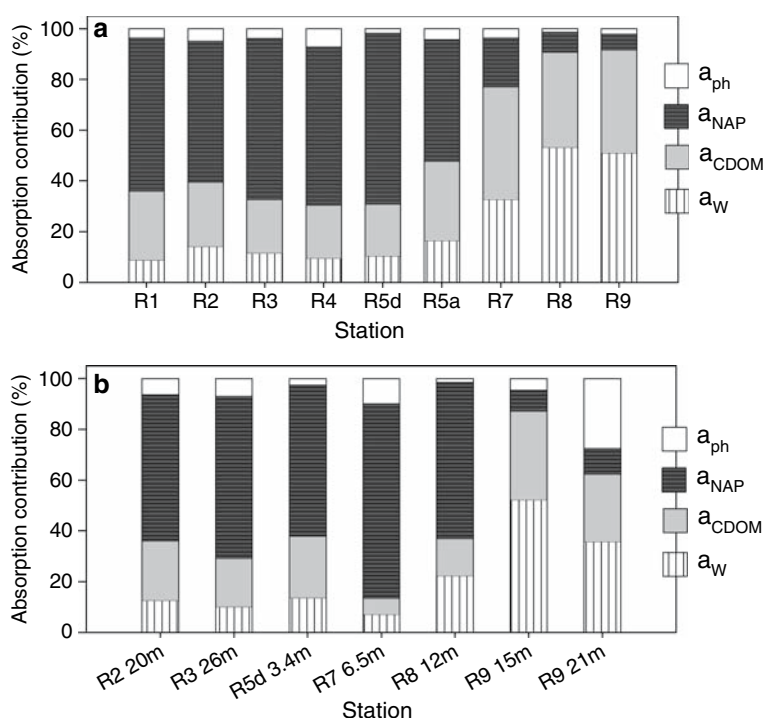 a
100
80
60
40
20
0
Absorption contribution (%)
R1 R2 R3 R4 R5d R5a R7 R8 R9
Station
a_ph
a_NAP
a_CDOM
a_W
b
100
80
60
40
20
0
Absorption contribution (%)
R2 20m R3 26m R5d 3.4m R7 6.5m R8 12m R9 15m R9 21m
Station
a_ph
a_NAP
a_CDOM
a_W